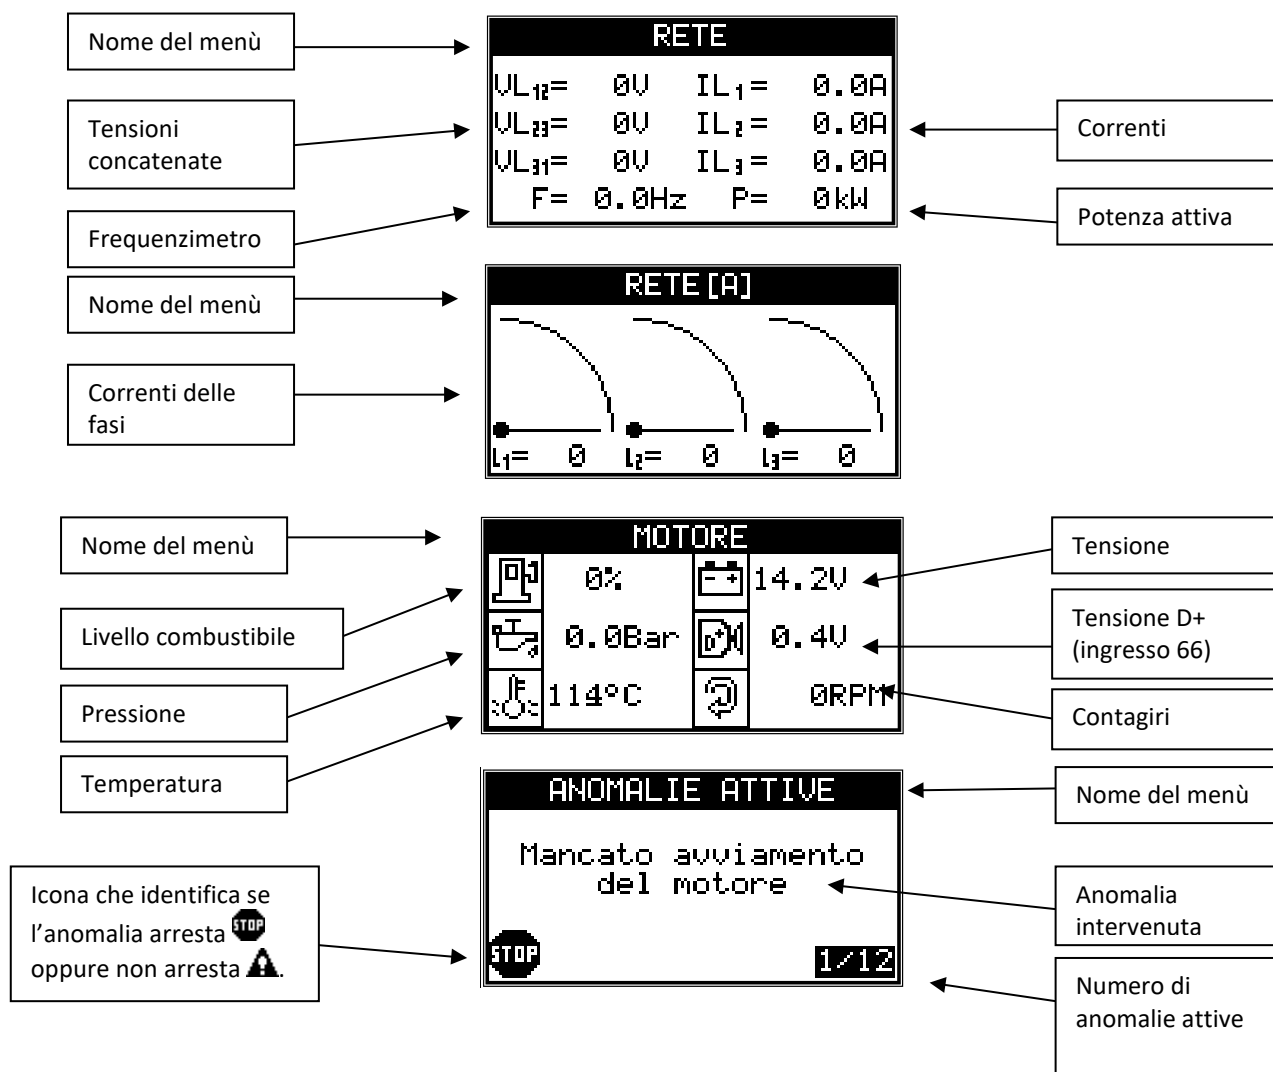 Nome del menù
RETE
VL12= 0V IL1= 0.0A
Tensioni
concatenate
VL23= 0V IL2= 0.0A
Correnti
VL31= 0V IL3= 0.0A
F= 0.0Hz P= 0kW
Potenza attiva
Frequenzimetro
Nome del menù
RETE[A]
Correnti delle
fasi
L1= 0 L2= 0 L3= 0
Nome del menù
MOTORE
Tensione
0% - + 14.2V
Livello combustibile
0.0Bar D+ 0.4V
Tensione D+
(ingresso 66)
Pressione
114°C 0RPM
Contagiri
Temperatura
ANOMALIE ATTIVE
Nome del menù
Mancato avviamento
del motore
Icona che identifica se
l’anomalia arresta STOP
oppure non arresta .
Anomalia
intervenuta
STOP 1/12
Numero di
anomalie attive